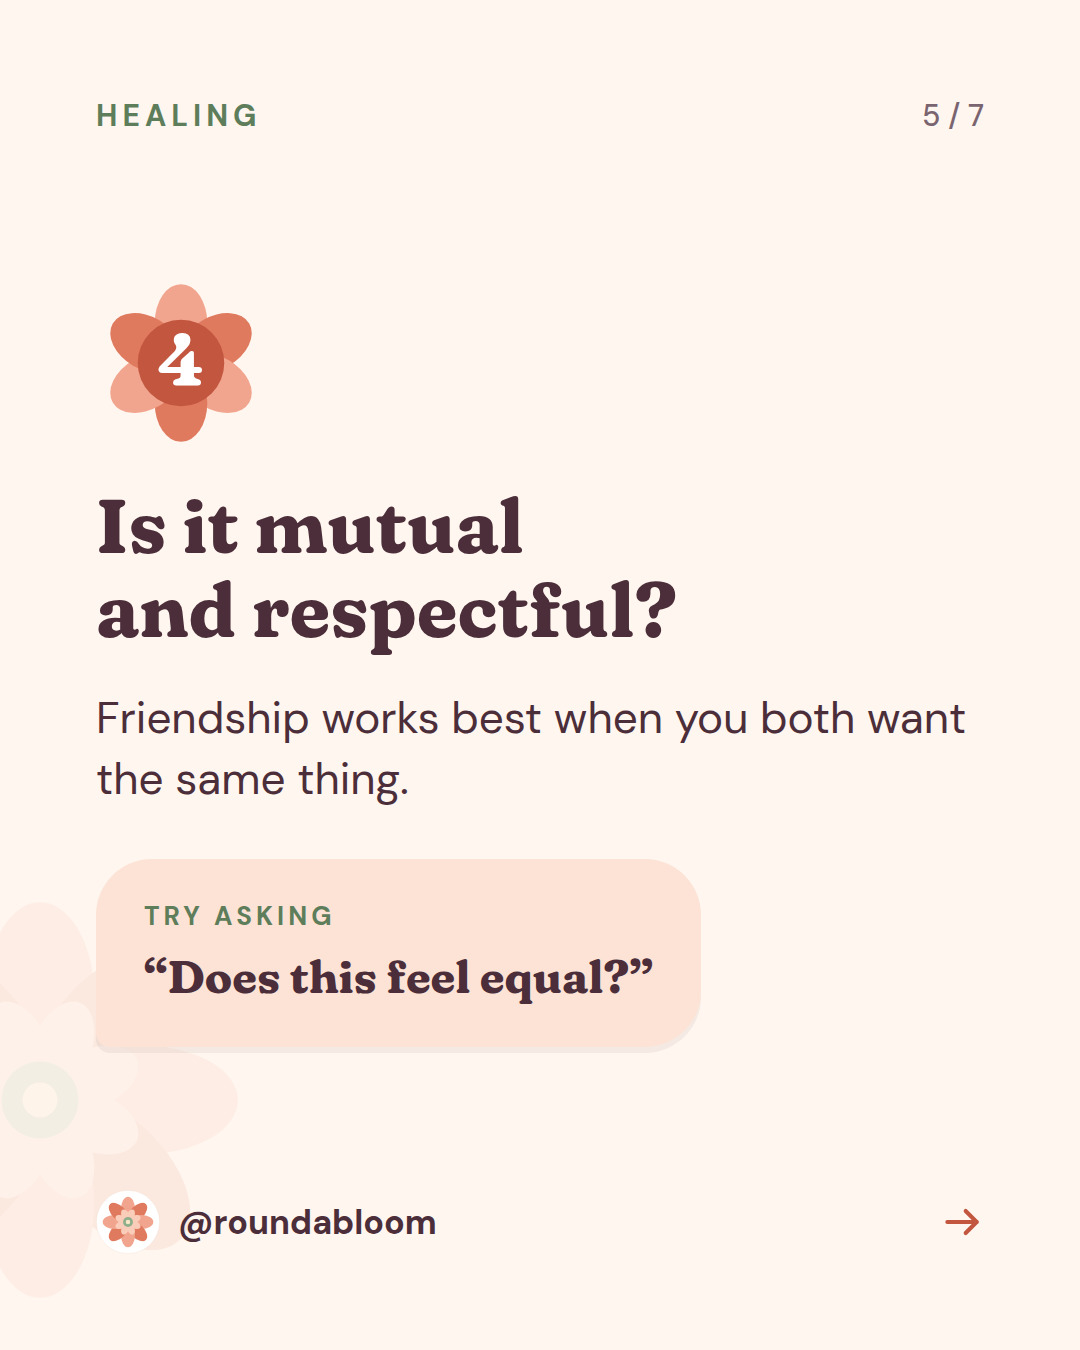 HEALING
5 / 7
4
Is it mutual
and respectful?
Friendship works best when you both want
the same thing.
TRY ASKING
“Does this feel equal?”
@roundabloom